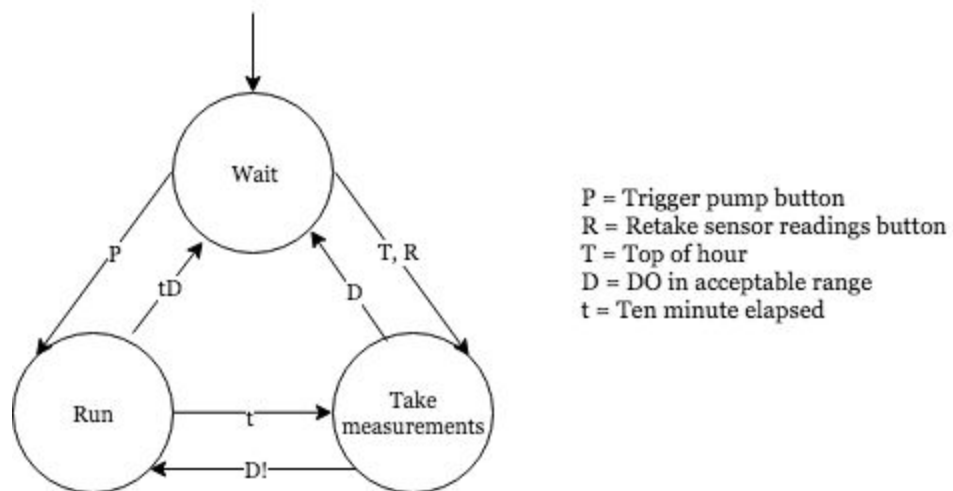 Wait
P
T, R
tD
D
Run
t
Take
measurements
D!
P = Trigger pump button
R = Retake sensor readings button
T = Top of hour
D = DO in acceptable range
t = Ten minute elapsed